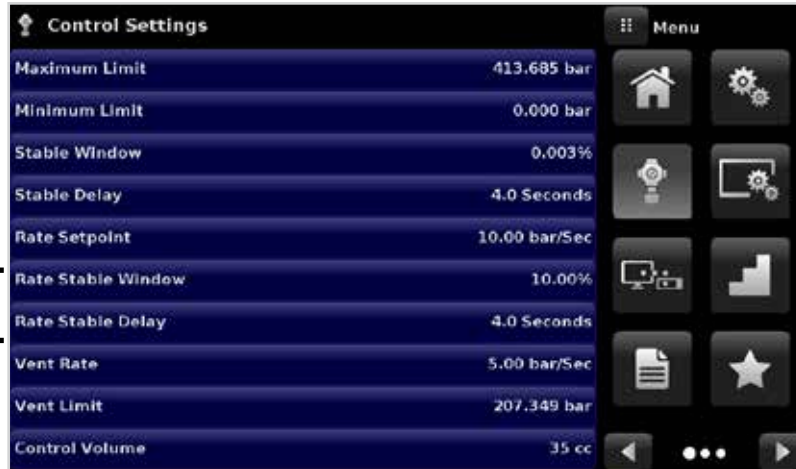 Control Settings
Menu
Maximum Limit 413.685 bar
Minimum Limit 0.000 bar
Stable Window 0.003%
Stable Delay 4.0 Seconds
Rate Setpoint 10.00 bar/Sec
Rate Stable Window 10.00%
Rate Stable Delay 4.0 Seconds
Vent Rate 5.00 bar/Sec
Vent Limit 207.349 bar
Control Volume 35 cc